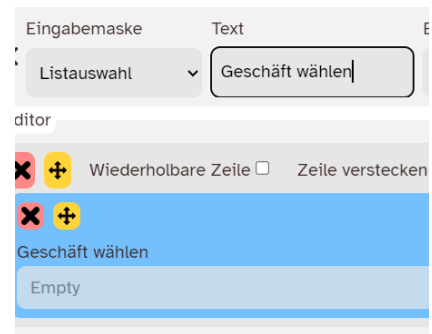 Eingabemaske Text E
Listauswahl Geschäft wählen
ditor
Wiederholbare Zeile Zeile verstecken
Geschäft wählen
Empty